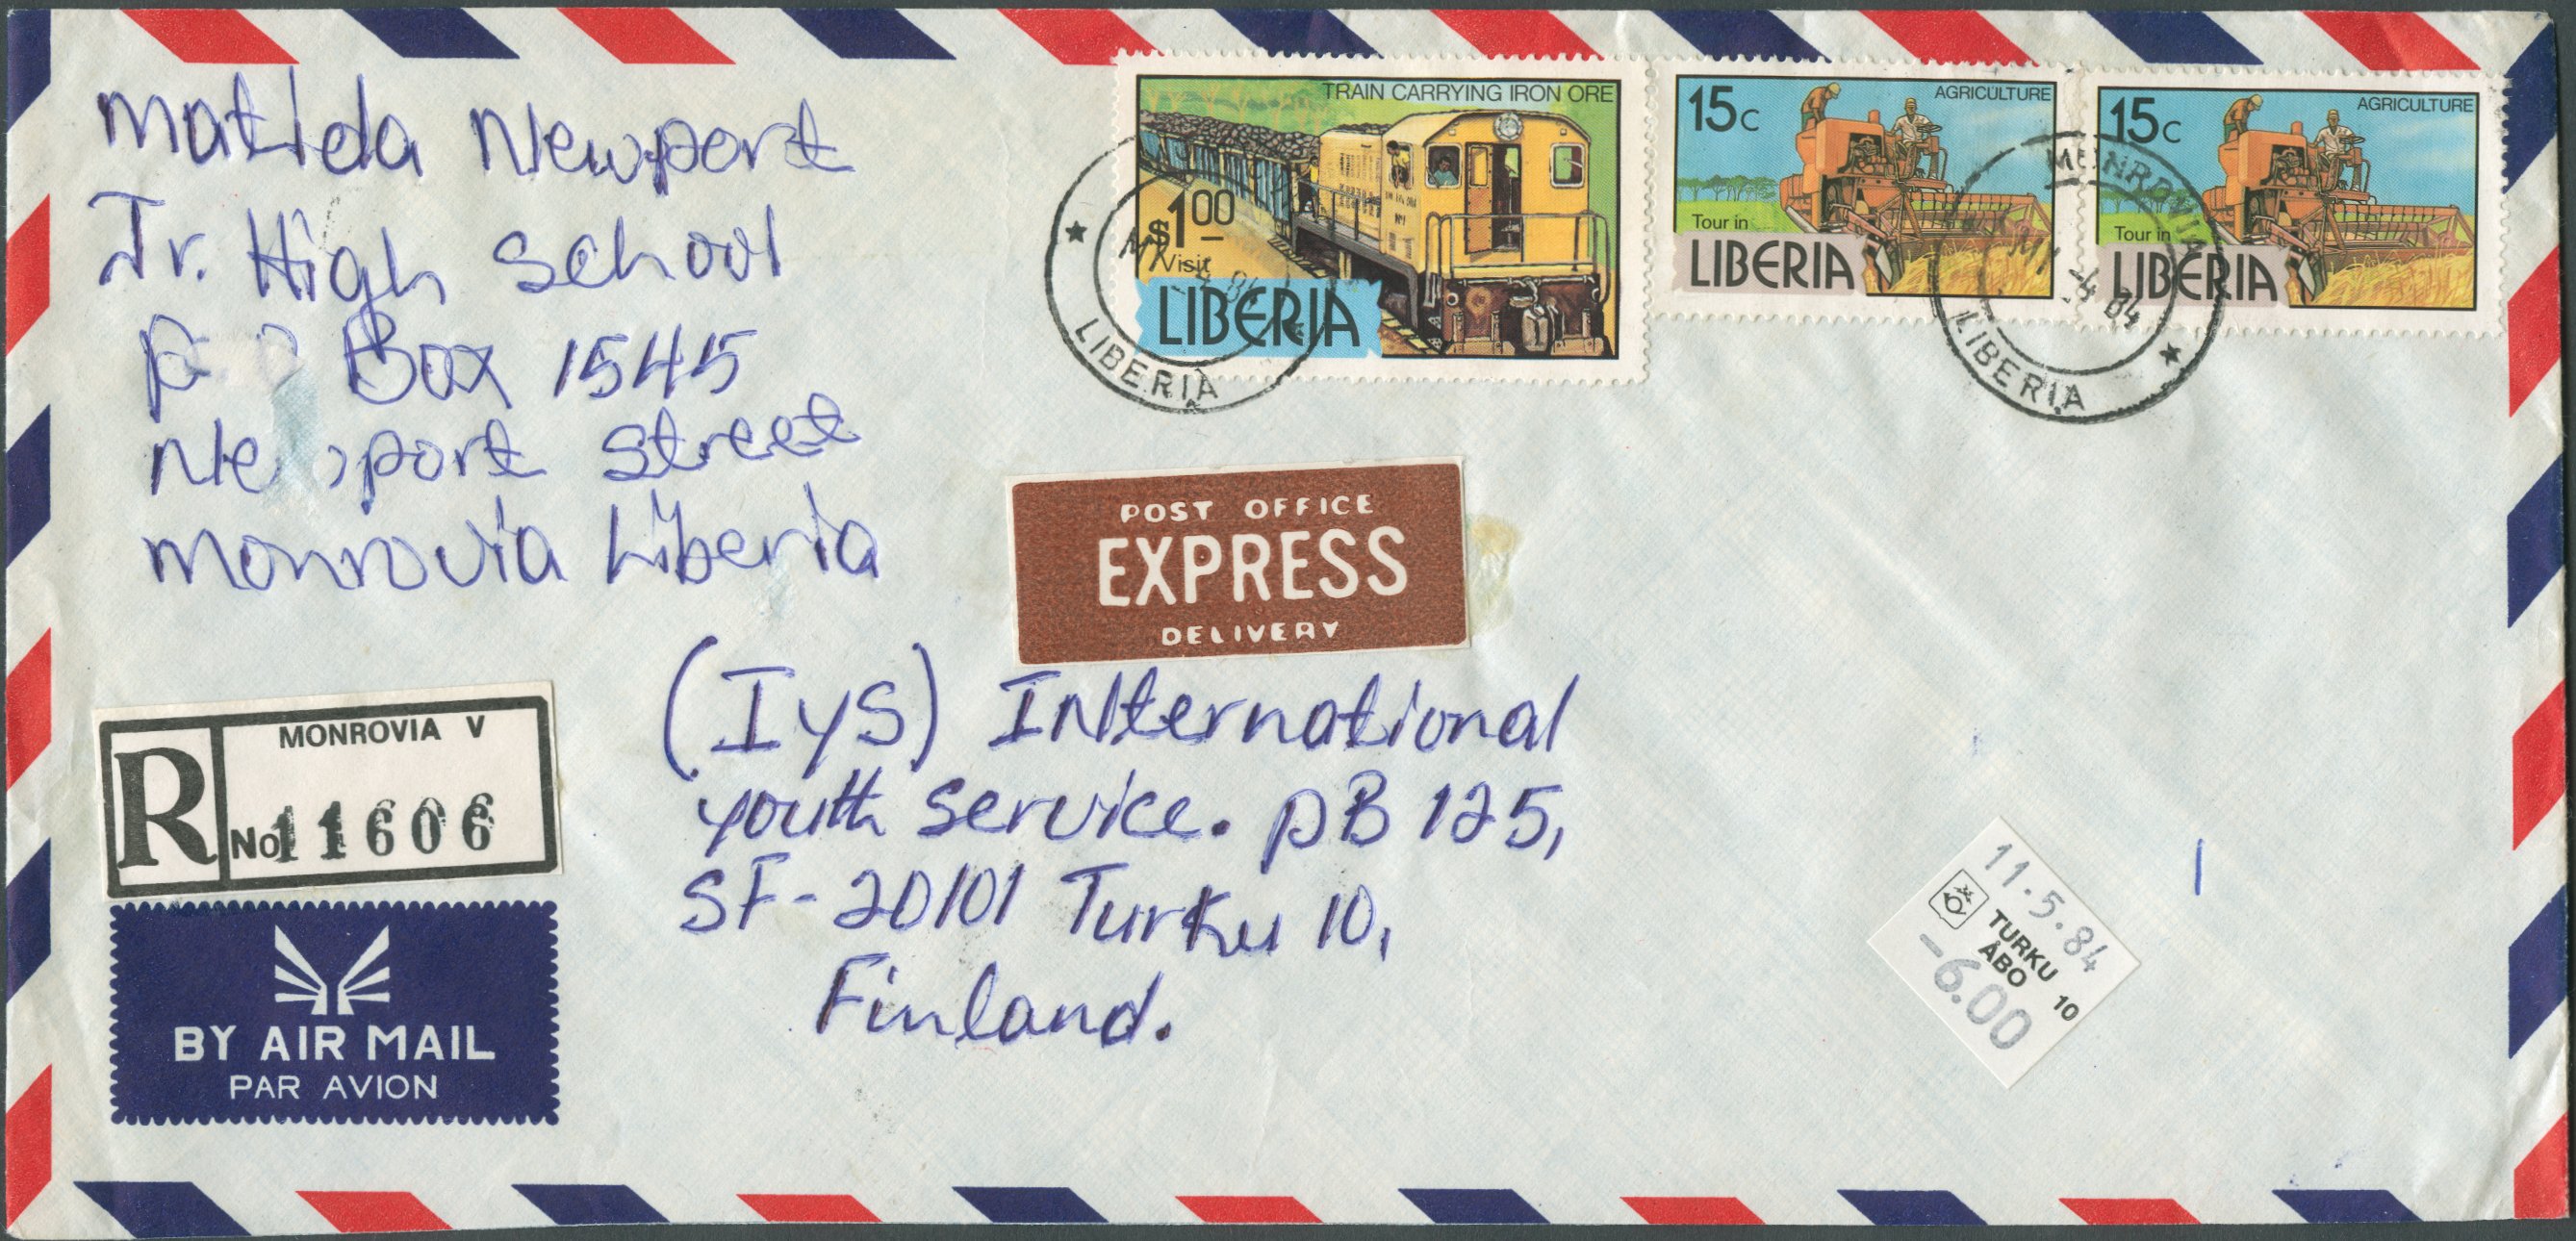 Matilda Newport
Jr. High School
P O Box 1545
Newport Street
Monrovia Liberia
TRAIN CARRYING IRON ORE
$1.00
Visit
LIBERIA
LIBERIA
15c
AGRICULTURE
Tour in
LIBERIA
15c
AGRICULTURE
Tour in
LIBERIA
MONROVIA
-4 84
LIBERIA
POST OFFICE
EXPRESS
DELIVERY
(IYS) International
youth Service. PB 125,
SF-20101 Turku 10,
Finland.
R
MONROVIA V
No 11606
BY AIR MAIL
PAR AVION
11.5.84
TURKU
ÅBO 10
-6.00